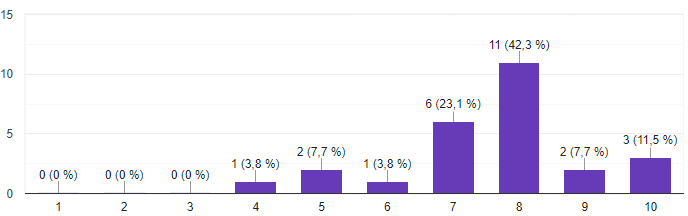 15
11 (42,3 %)
10
6 (23,1 %)
5
3 (11,5 %)
2 (7,7 %)
2 (7,7 %)
1 (3,8 %)
1 (3,8 %)
0 (0 %) 0 (0 %) 0 (0 %)
0
1 2 3 4 5 6 7 8 9 10